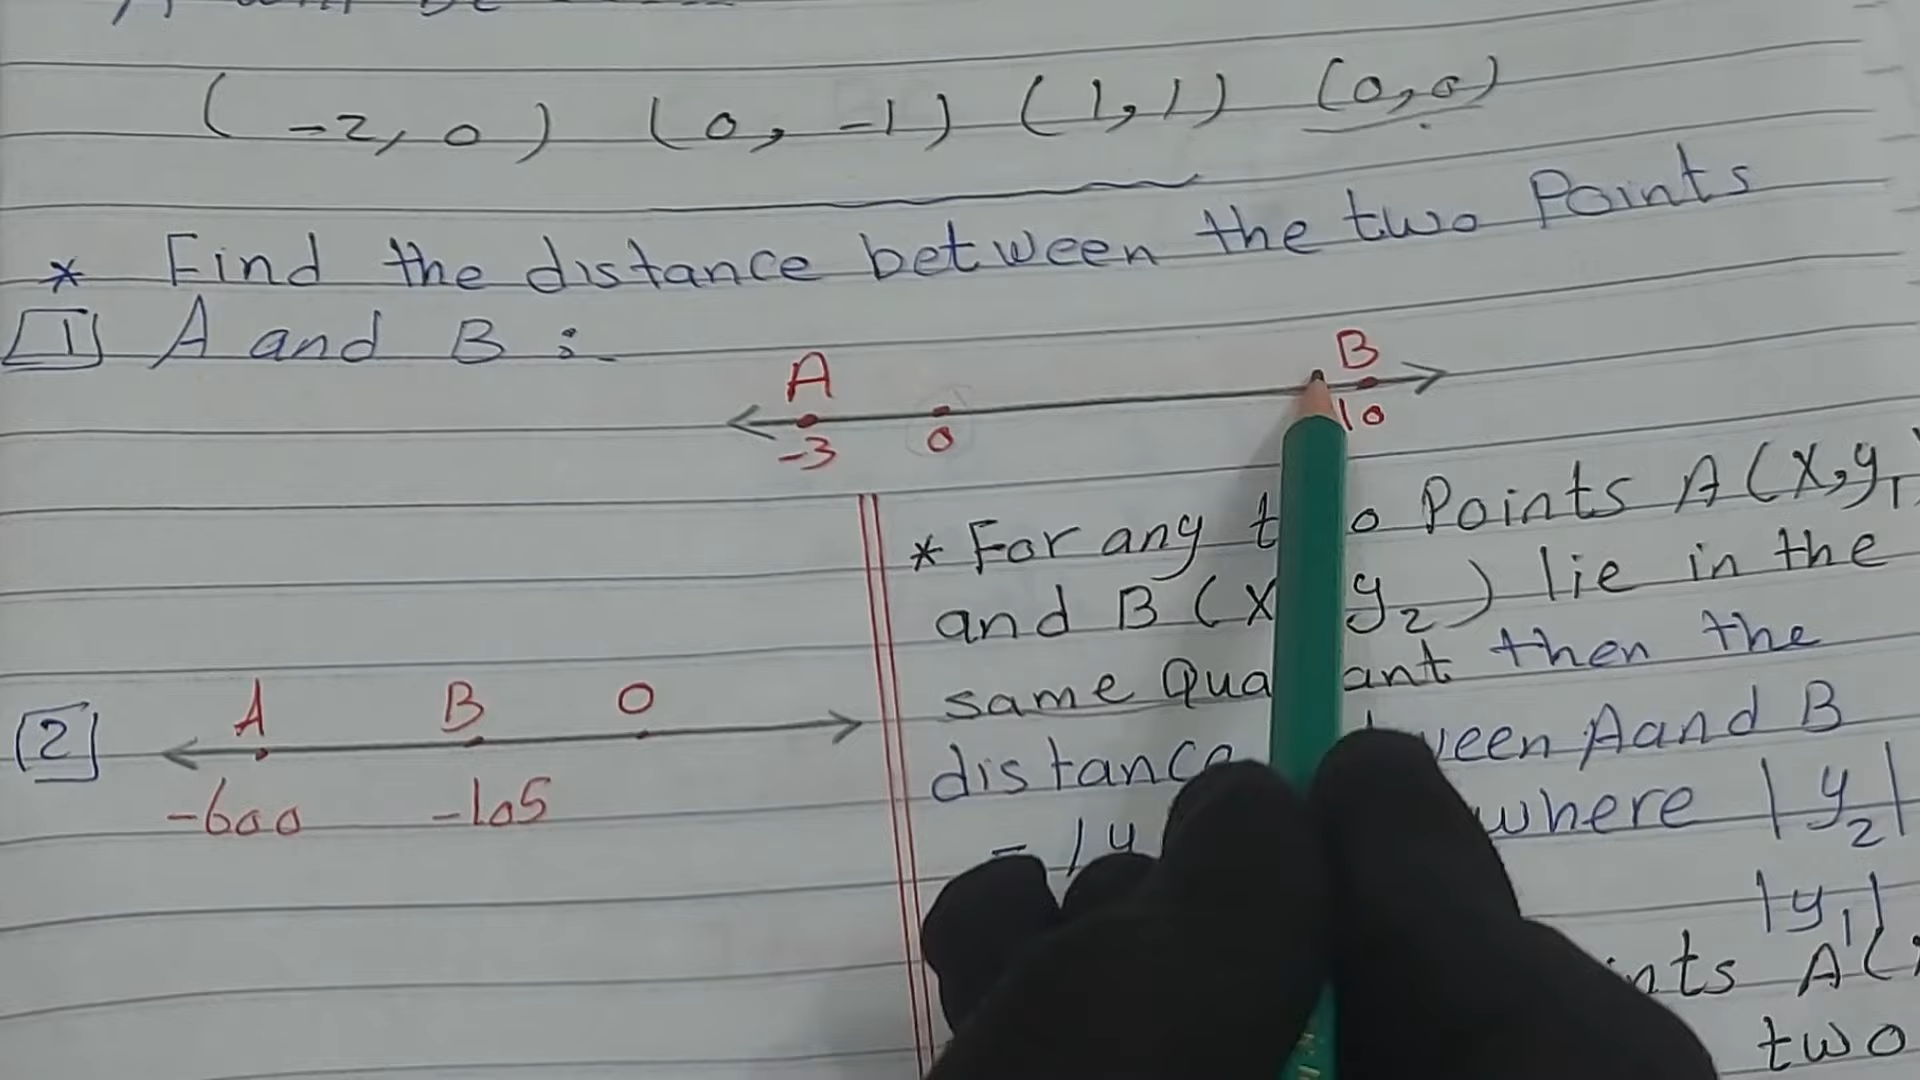 be
(-2, 0) (0, -1) (1, 1) (0, 0)
* Find the distance between the two Points
[1] A and B :-
A B
-3 0 10
* For any Points A(X, y1
and B (X y2) lie in the
same then the
distance A and B
where |y2|
|y1|
A(
two
[2] A B 0
-600 -105